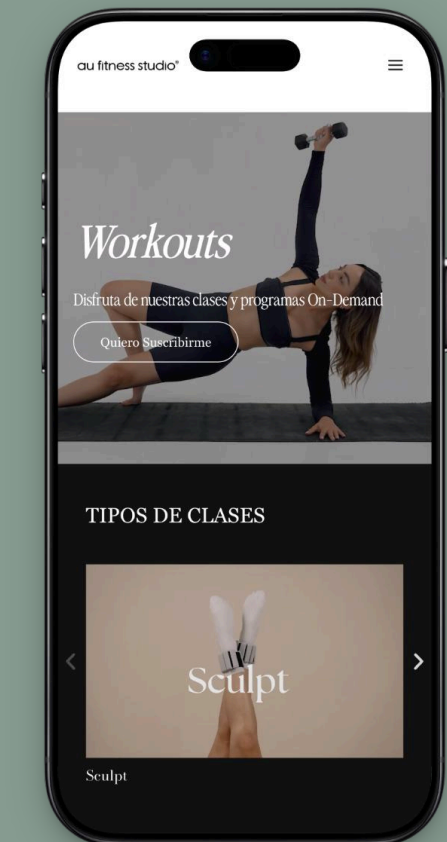 au fitness studio®
Workouts
Disfruta de nuestras clases y programas On-Demand
Quiero Suscribirme
TIPOS DE CLASES
Sculpt
Sculpt